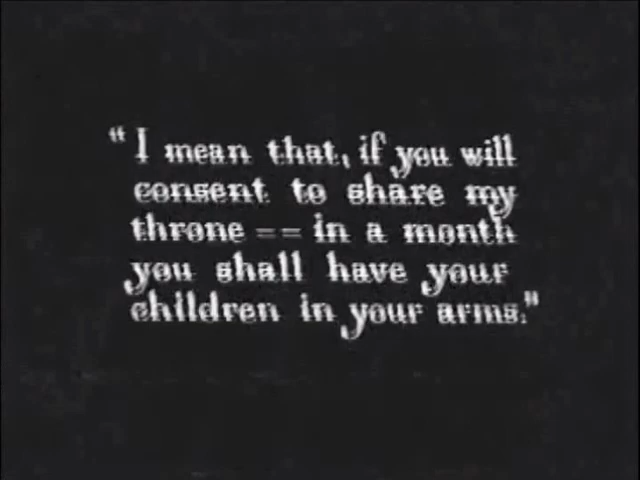 "I mean that, if you will
consent to share my
throne -- in a month
you shall have your
children in your arms."